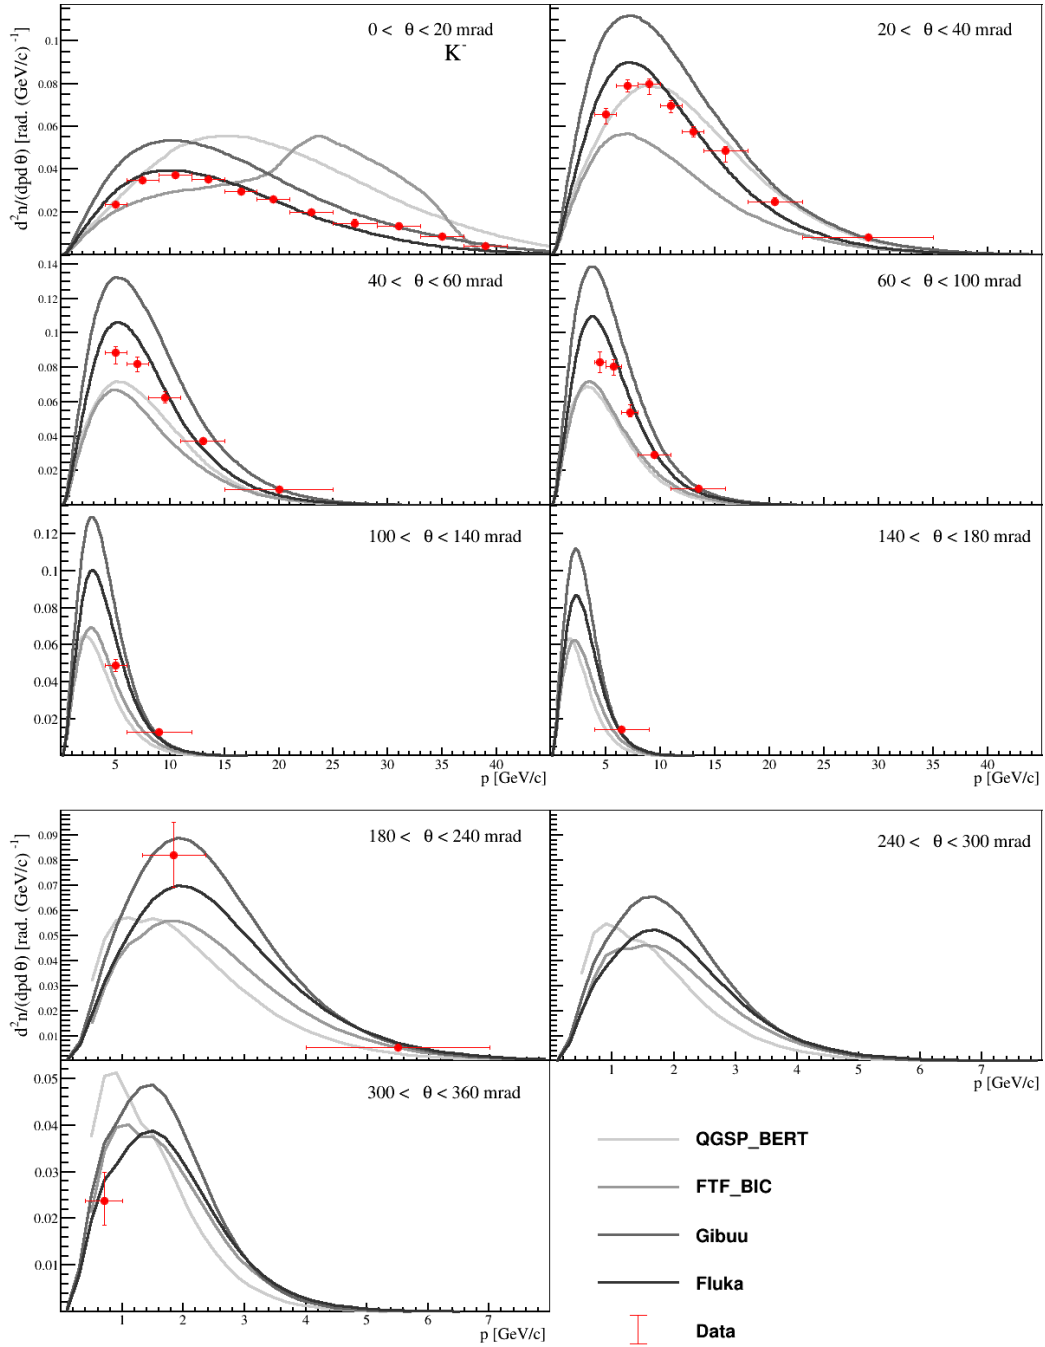 0 < θ < 20 mrad
K⁻
20 < θ < 40 mrad
d²n/(dpd θ) [rad. (GeV/c)⁻¹]
0.1
0.08
0.06
0.04
0.02
40 < θ < 60 mrad
60 < θ < 100 mrad
0.14
0.12
0.1
0.08
0.06
0.04
0.02
100 < θ < 140 mrad
140 < θ < 180 mrad
0.12
0.1
0.08
0.06
0.04
0.02
5 10 15 20 25 30 35 40
5 10 15 20 25 30 35 40
p [GeV/c]
p [GeV/c]
180 < θ < 240 mrad
240 < θ < 300 mrad
d²n/(dpd θ) [rad. (GeV/c)⁻¹]
0.09
0.08
0.07
0.06
0.05
0.04
0.03
0.02
0.01
1 2 3 4 5 6 7
p [GeV/c]
300 < θ < 360 mrad
0.05
0.04
0.03
0.02
0.01
1 2 3 4 5 6 7
p [GeV/c]
QGSP_BERT
FTF_BIC
Gibuu
Fluka
Data